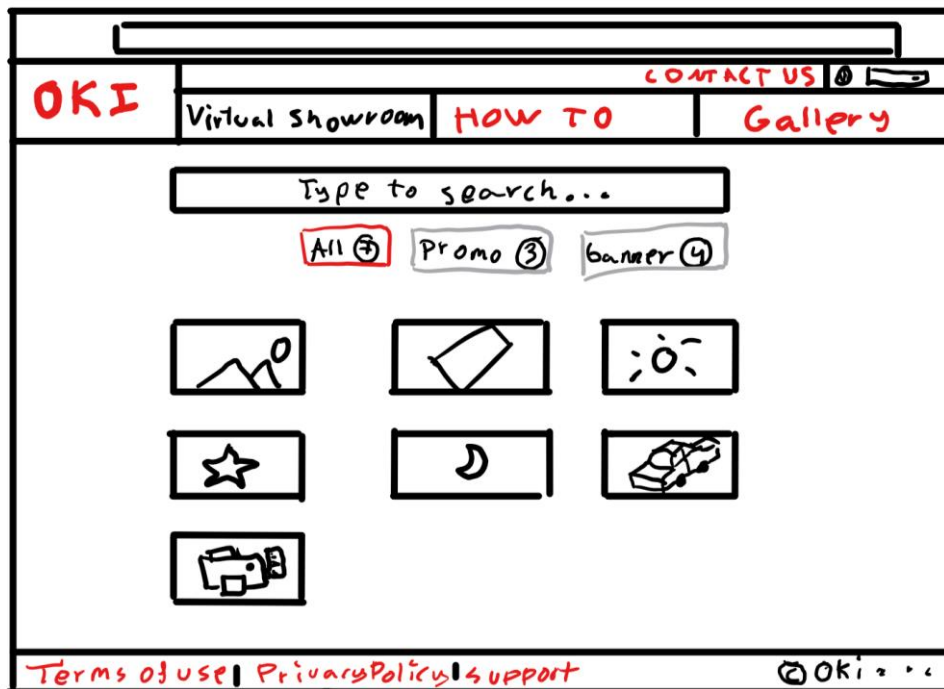 CONTACT US
OKI
Virtual showroom HOW TO Gallery
Type to search...
All 7 Promo 3 banner 4
Terms of use | Privacy Policy | support © OKi...